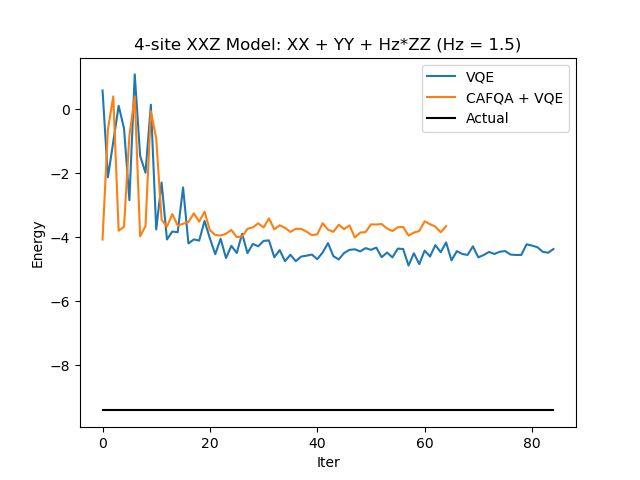 4-site XXZ Model: XX + YY + Hz*ZZ (Hz = 1.5)
VQE
CAFQA + VQE
Actual
Energy
0
−2
−4
−6
−8
0 20 40 60 80
Iter